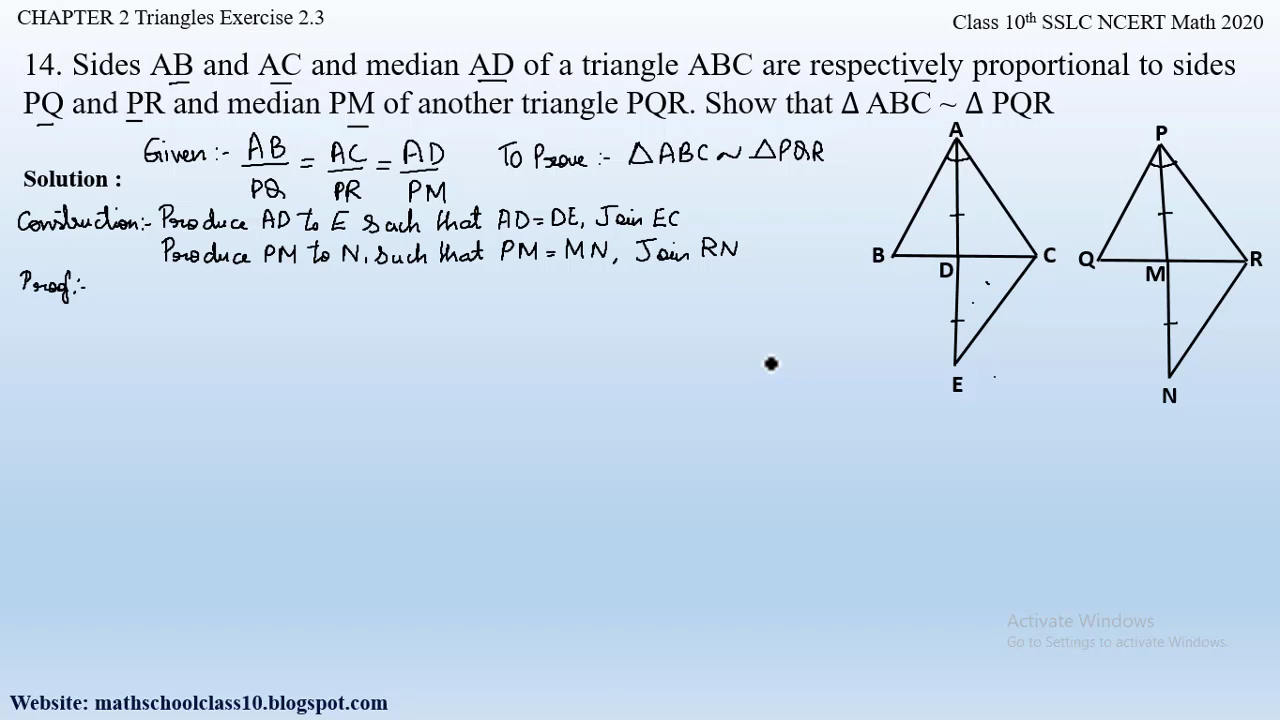 CHAPTER 2 Triangles Exercise 2.3
Class 10th SSLC NCERT Math 2020
14. Sides AB and AC and median AD of a triangle ABC are respectively proportional to sides
PQ and PR and median PM of another triangle PQR. Show that Δ ABC ~ Δ PQR
Given :- AB/PQ = AC/PR = AD/PM To Prove :- △ABC ~ △PQR
Solution :
Construction:- Produce AD to E such that AD = DE, Join EC
Produce PM to N, such that PM = MN, Join RN
Proof :-
A
P
B
D
C
Q
M
R
E
N
Activate Windows
Go to Settings to activate Windows.
Website: mathschoolclass10.blogspot.com